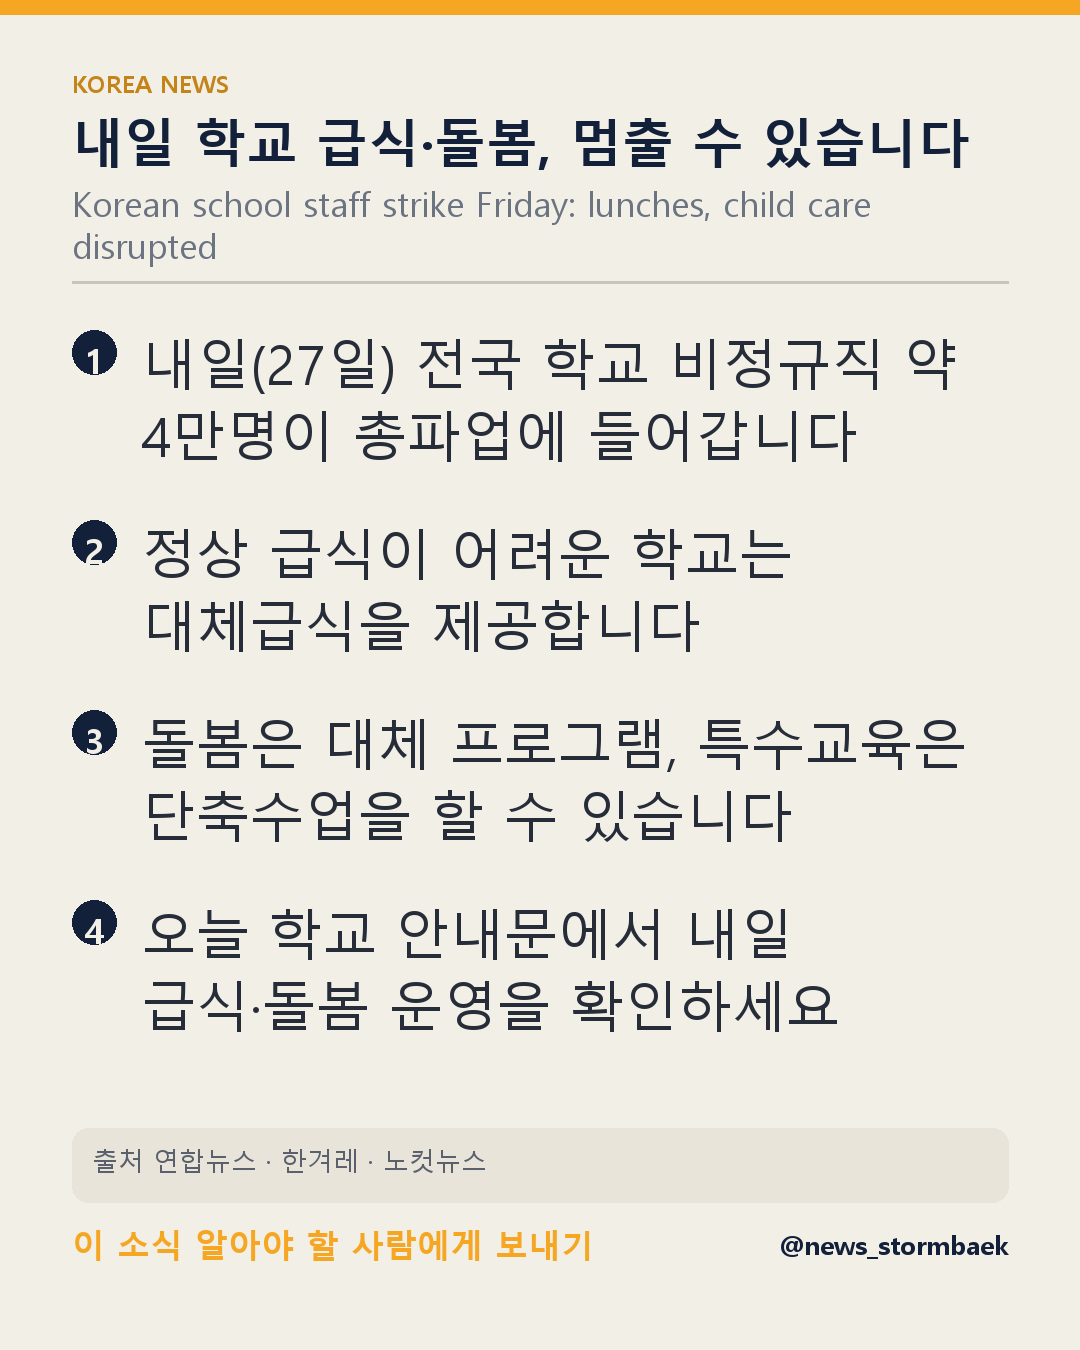 KOREA NEWS
내일 학교 급식·돌봄, 멈출 수 있습니다
Korean school staff strike Friday: lunches, child care
disrupted
1 내일(27일) 전국 학교 비정규직 약
4만명이 총파업에 들어갑니다
2 정상 급식이 어려운 학교는
대체급식을 제공합니다
3 돌봄은 대체 프로그램, 특수교육은
단축수업을 할 수 있습니다
4 오늘 학교 안내문에서 내일
급식·돌봄 운영을 확인하세요
출처 연합뉴스 · 한겨레 · 노컷뉴스
이 소식 알아야 할 사람에게 보내기
@news_stormbaek